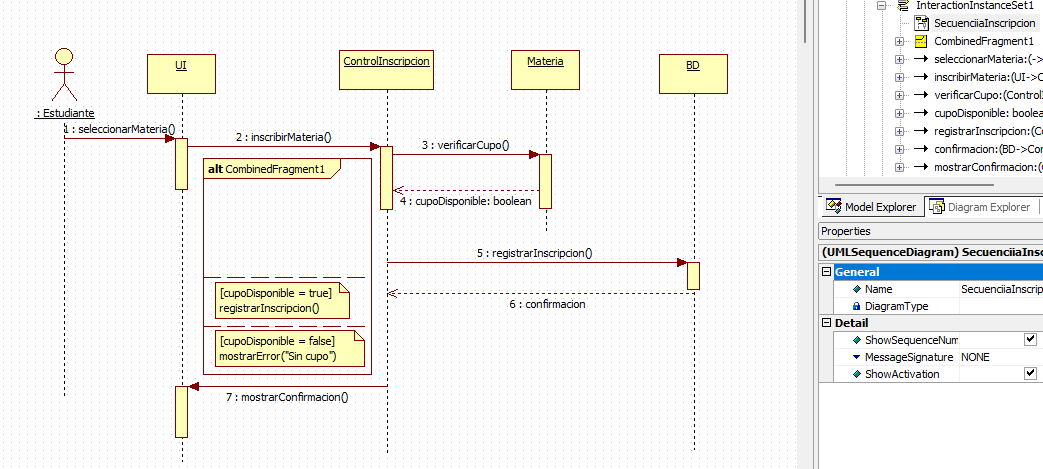 UI
ControlInscripcion
Materia
BD
: Estudiante
1 : seleccionarMateria()
2 : inscribirMateria()
3 : verificarCupo()
alt CombinedFragment1
4 : cupoDisponible: boolean
5 : registrarInscripcion()
[cupoDisponible = true]
registrarInscripcion()
6 : confirmacion
[cupoDisponible = false]
mostrarError("Sin cupo")
7 : mostrarConfirmacion()
InteractionInstanceSet1
SecuenciiaInscripcion
CombinedFragment1
seleccionarMateria:(->
inscribirMateria:(UI->C
verificarCupo:(ControlI
cupoDisponible: boolea
registrarInscripcion:(Co
confirmacion:(BD->Con
mostrarConfirmacion:(
Model Explorer
Diagram Explorer
Properties
(UMLSequenceDiagram) SecuenciiaInsc
General
Name SecuenciiaInscrip
DiagramType
Detail
ShowSequenceNum
MessageSignature NONE
ShowActivation